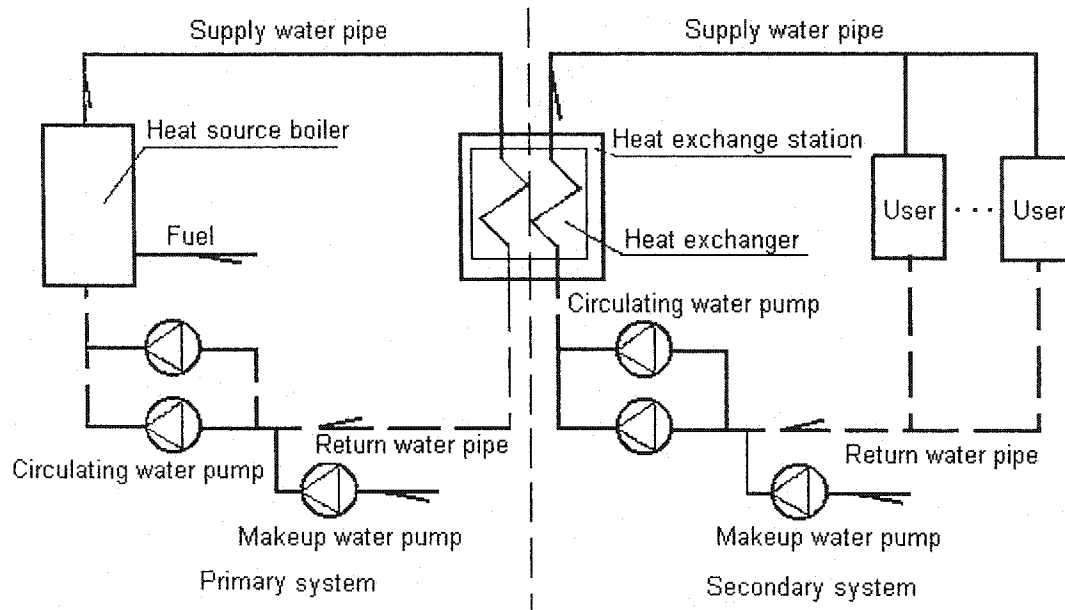 Supply water pipe
Supply water pipe
Heat source boiler
Heat exchange station
User
· · ·
User
Fuel
Heat exchanger
Circulating water pump
Return water pipe
Return water pipe
Circulating water pump
Makeup water pump
Makeup water pump
Primary system
Secondary system